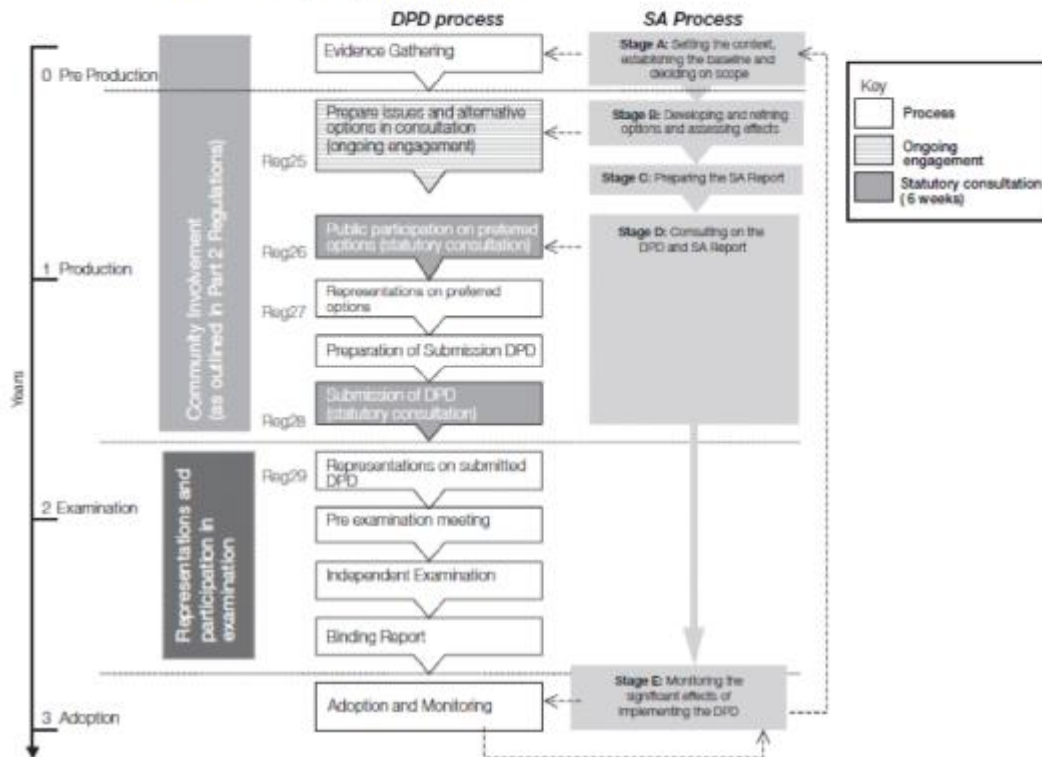 DPD process
SA Process
Evidence Gathering
Stage A: Setting the context,
establishing the baseline and
deciding on scope
0 Pre Production
Key
Process
Ongoing
engagement
Statutory consultation
(6 weeks)
Prepare issues and alternative
options in consultation
(ongoing engagement)
Stage B: Developing and refining
options and assessing effects
Reg25
Stage C: Preparing the SA Report
Community Involvement
(as outlined in Part 2 Regulations)
Public participation on preferred
options (statutory consultation)
Stage D: Consulting on the
DPD and SA Report
Reg26
1 Production
Representations on preferred
options
Reg27
Preparation of Submission DPD
Years
Submission of DPD
(statutory consultation)
Reg28
Representations on submitted
DPD
Reg29
Representations and
participation in
examination
2 Examination
Pre examination meeting
Independent Examination
Binding Report
Stage E: Monitoring the
significant effects of
implementing the DPD
Adoption and Monitoring
3 Adoption